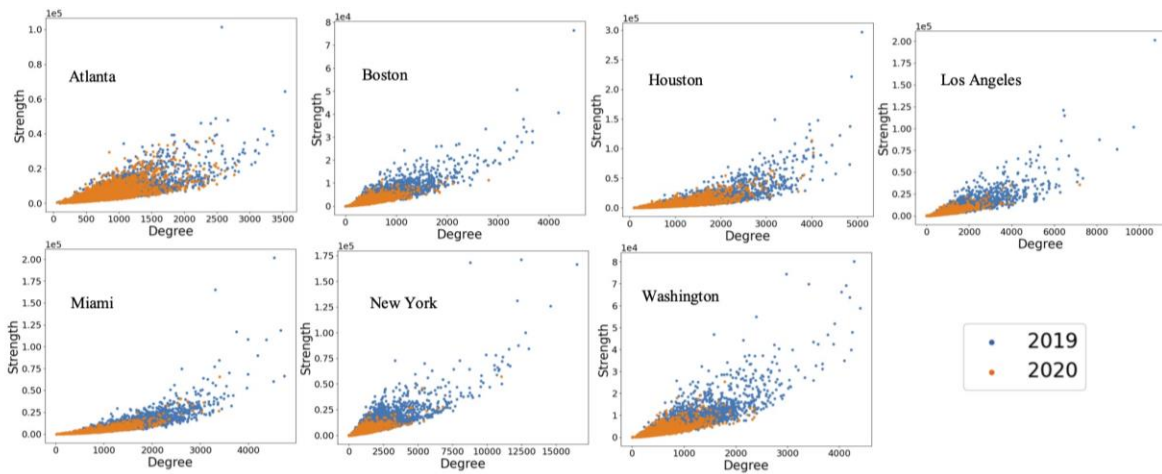 1e5
Strength
1.0
0.8
0.6
0.4
0.2
0.0
Atlanta
0 500 1000 1500 2000 2500 3000 3500
Degree
1e4
Strength
8
7
6
5
4
3
2
1
0
Boston
0 1000 2000 3000 4000
Degree
1e5
Strength
3.0
2.5
2.0
1.5
1.0
0.5
0.0
Houston
0 1000 2000 3000 4000 5000
Degree
1e5
Strength
2.00
1.75
1.50
1.25
1.00
0.75
0.50
0.25
0.00
Los Angeles
0 2000 4000 6000 8000 10000
Degree
1e5
Strength
2.00
1.75
1.50
1.25
1.00
0.75
0.50
0.25
0.00
Miami
0 1000 2000 3000 4000
Degree
1e5
Strength
1.75
1.50
1.25
1.00
0.75
0.50
0.25
0.00
New York
0 2500 5000 7500 10000 12500 15000
Degree
1e4
Strength
8
7
6
5
4
3
2
1
0
Washington
0 1000 2000 3000 4000
Degree
2019
2020